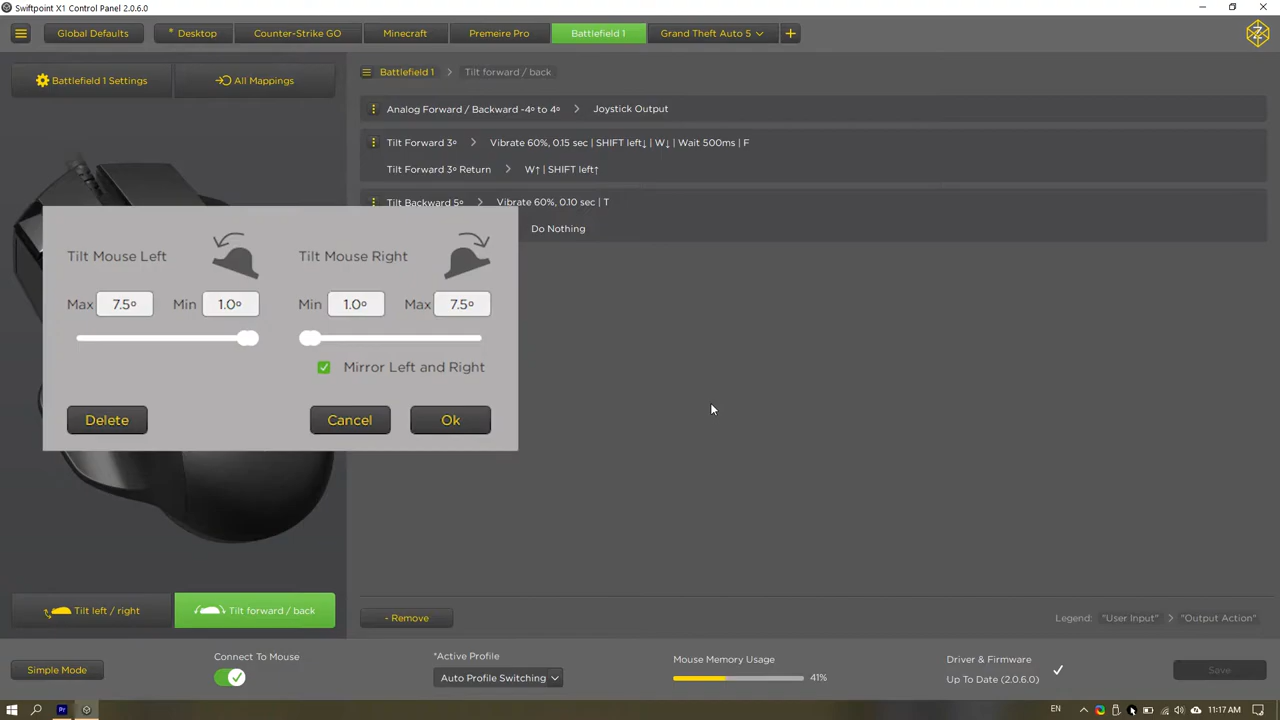 Swiftpoint X1 Control Panel 2.0.6.0
Global Defaults
* Desktop
Counter-Strike GO
Minecraft
Premeire Pro
Battlefield 1
Grand Theft Auto 5
+
Battlefield 1 Settings
All Mappings
Battlefield 1 > Tilt forward / back
Analog Forward / Backward -4º to 4º > Joystick Output
Tilt Forward 3º > Vibrate 60%, 0.15 sec | SHIFT left↓ | W↓ | Wait 500ms | F
Tilt Forward 3º Return > W↑ | SHIFT left↑
Tilt Backward 5º > Vibrate 60%, 0.10 sec | T
Do Nothing
Tilt Mouse Left
Tilt Mouse Right
Max 7.5º Min 1.0º
Min 1.0º Max 7.5º
Mirror Left and Right
Delete
Cancel
Ok
Tilt left / right
Tilt forward / back
- Remove
Legend: "User Input" > "Output Action"
Simple Mode
Connect To Mouse
*Active Profile
Auto Profile Switching
Mouse Memory Usage
41%
Driver & Firmware
Up To Date (2.0.6.0)
Save
Pr
EN
11:17 AM